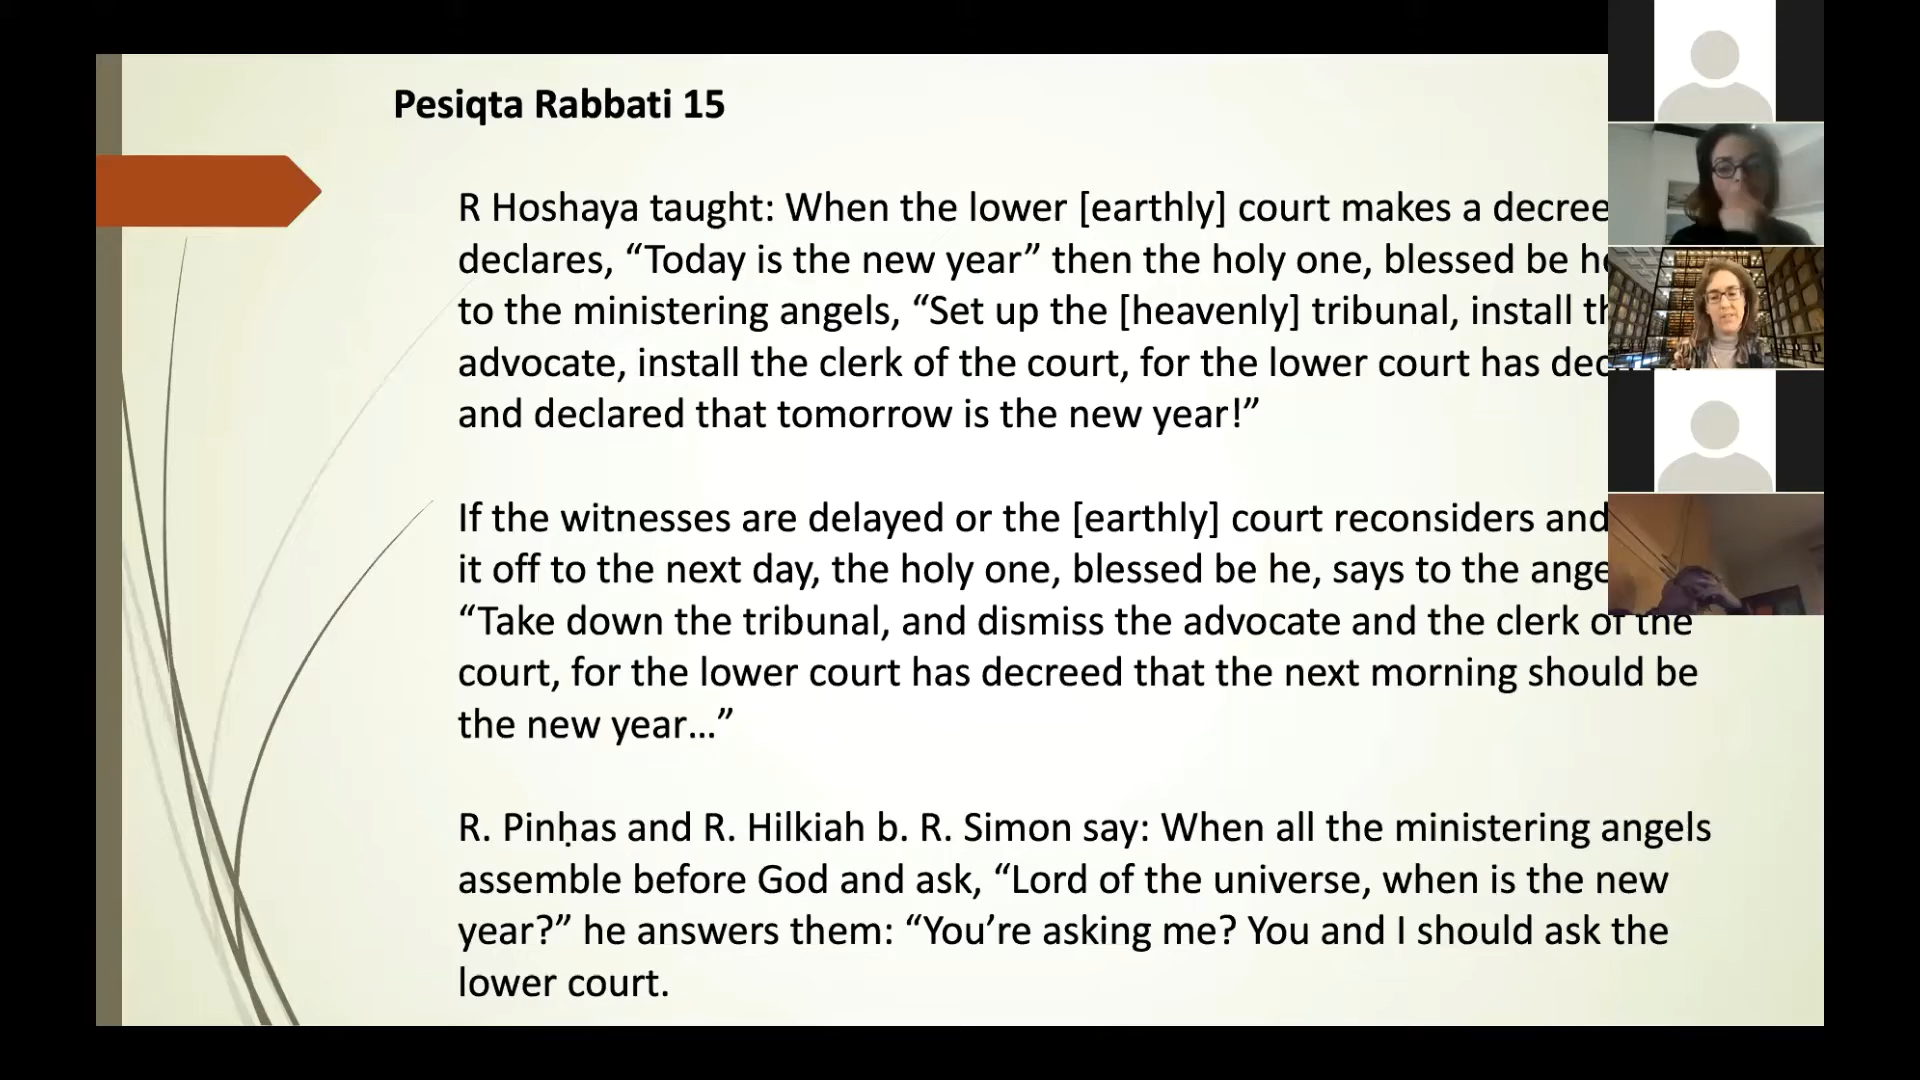 Pesiqta Rabbati 15
R Hoshaya taught: When the lower [earthly] court makes a decree
declares, “Today is the new year” then the holy one, blessed be
to the ministering angels, “Set up the [heavenly] tribunal, install
advocate, install the clerk of the court, for the lower court has
and declared that tomorrow is the new year!”
If the witnesses are delayed or the [earthly] court reconsiders and
it off to the next day, the holy one, blessed be he, says to the
“Take down the tribunal, and dismiss the advocate and the clerk of the
court, for the lower court has decreed that the next morning should be
the new year…”
R. Pinḥas and R. Hilkiah b. R. Simon say: When all the ministering angels
assemble before God and ask, “Lord of the universe, when is the new
year?” he answers them: “You’re asking me? You and I should ask the
lower court.